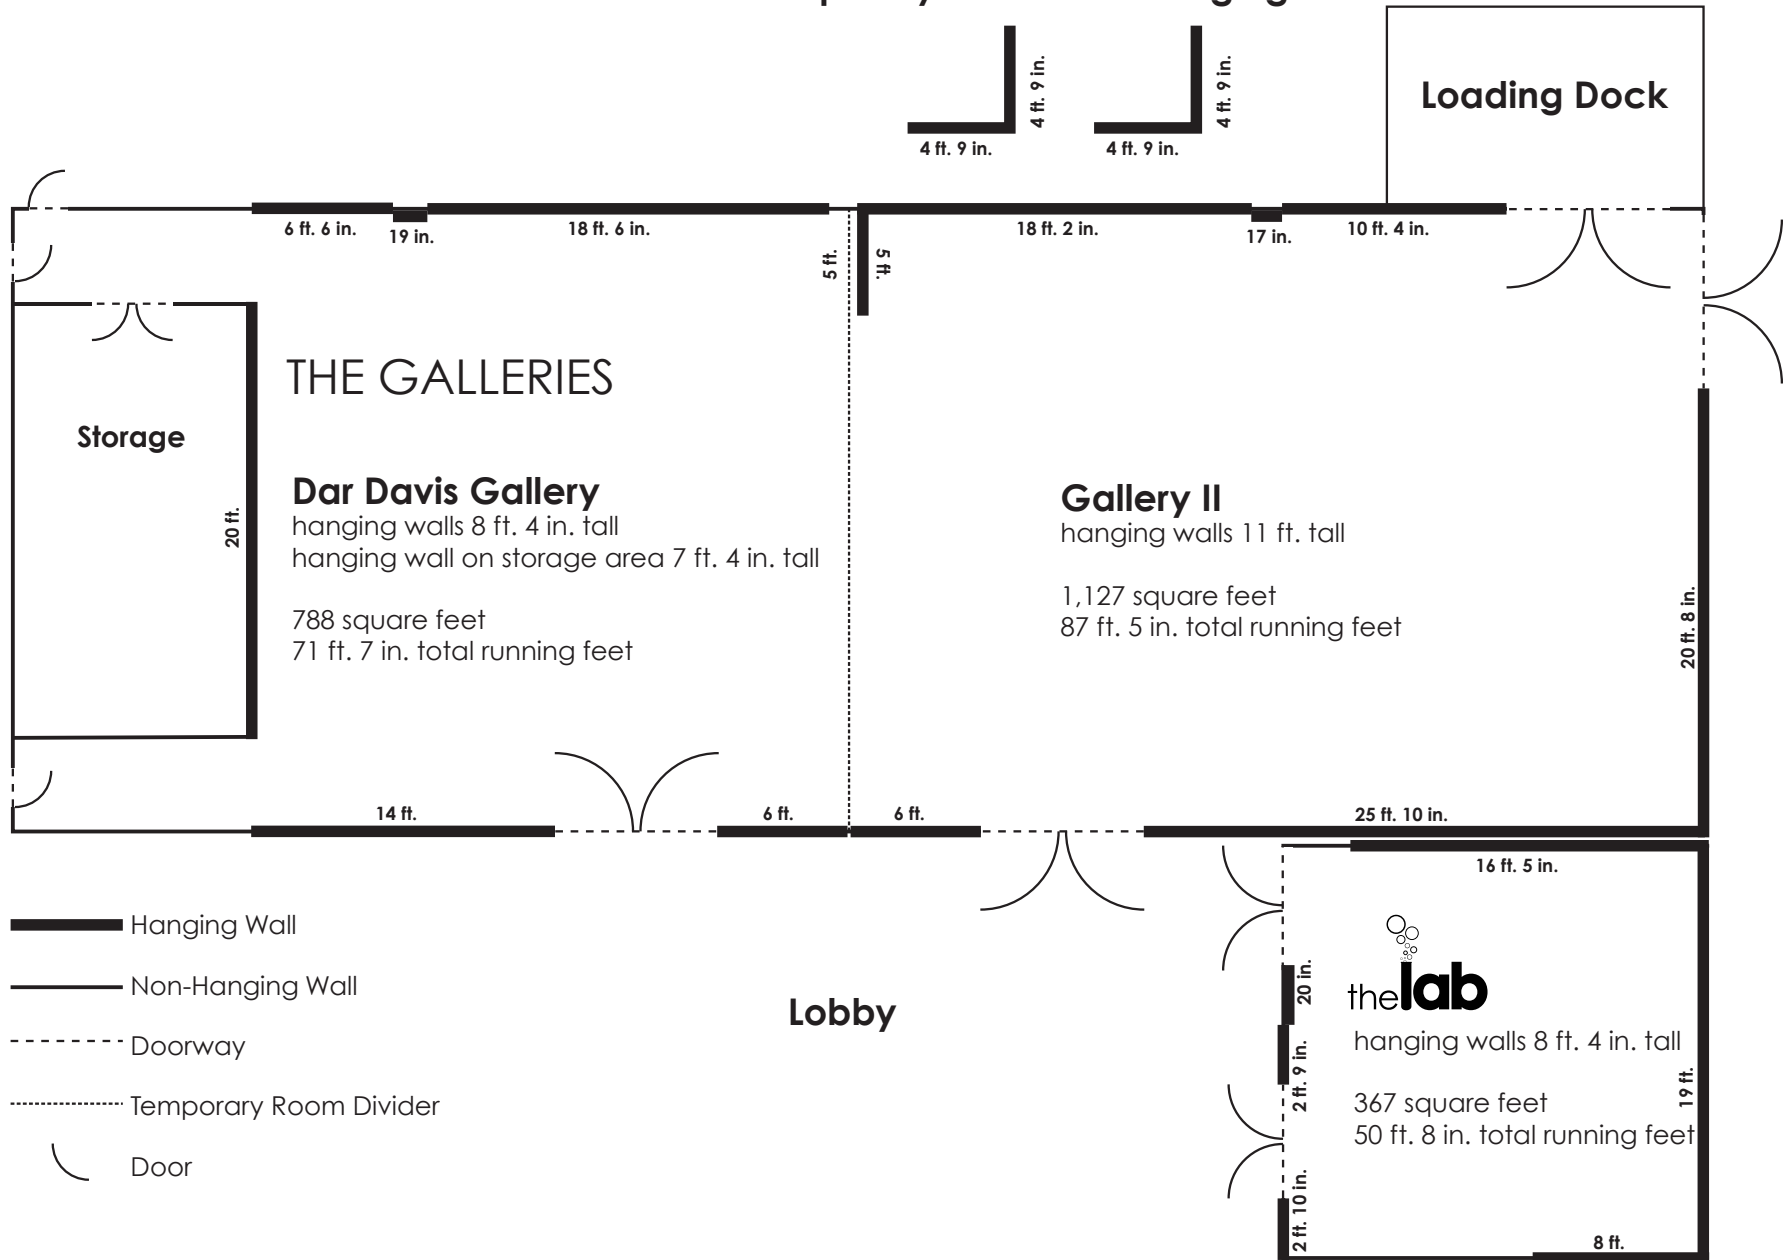 4 ft. 9 in.
4 ft. 9 in.
4 ft. 9 in.
4 ft. 9 in.
Loading Dock
6 ft. 6 in.
19 in.
18 ft. 6 in.
5 ft.
5 ft.
18 ft. 2 in.
17 in.
10 ft. 4 in.
THE GALLERIES
Storage
20 ft.
Dar Davis Gallery
hanging walls 8 ft. 4 in. tall
hanging wall on storage area 7 ft. 4 in. tall
788 square feet
71 ft. 7 in. total running feet
Gallery II
hanging walls 11 ft. tall
1,127 square feet
87 ft. 5 in. total running feet
20 ft. 8 in.
14 ft.
6 ft.
6 ft.
25 ft. 10 in.
16 ft. 5 in.
Hanging Wall
Non-Hanging Wall
Doorway
Temporary Room Divider
Door
Lobby
20 in.
2 ft. 9 in.
2 ft. 10 in.
thelab
hanging walls 8 ft. 4 in. tall
367 square feet
50 ft. 8 in. total running feet
19 ft.
8 ft.